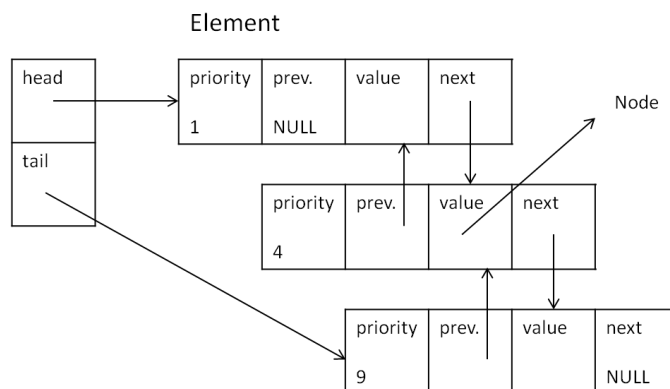 Element
head
priority prev. value next
Node
1 NULL
tail
priority prev. value next
4
priority prev. value next
9 NULL